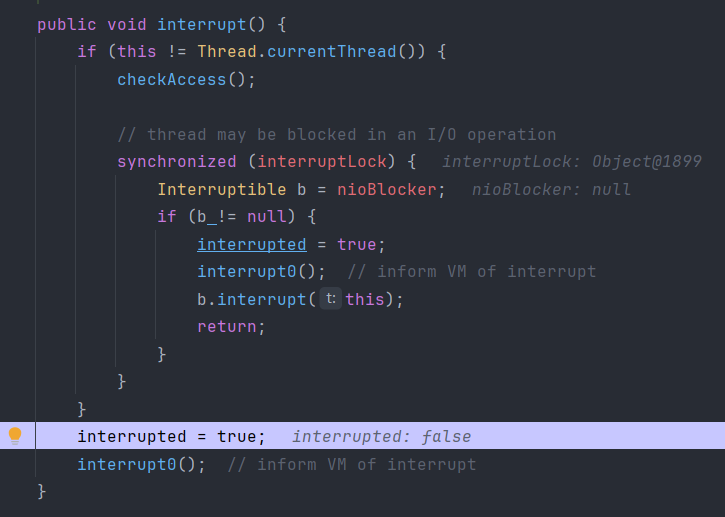 public void interrupt() {
if (this != Thread.currentThread()) {
checkAccess();
// thread may be blocked in an I/O operation
synchronized (interruptLock) { interruptLock: Object@1899
Interruptible b = nioBlocker; nioBlocker: null
if (b != null) {
interrupted = true;
interrupt0(); // inform VM of interrupt
b.interrupt( t: this);
return;
}
}
}
interrupted = true; interrupted: false
interrupt0(); // inform VM of interrupt
}